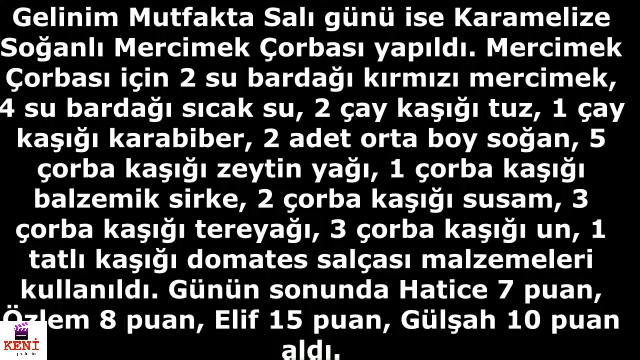 Gelinim Mutfakta Salı günü ise Karamelize
Soğanlı Mercimek Çorbası yapıldı. Mercimek
Çorbası için 2 su bardağı kırmızı mercimek,
4 su bardağı sıcak su, 2 çay kaşığı tuz, 1 çay
kaşığı karabiber, 2 adet orta boy soğan, 5
çorba kaşığı zeytin yağı, 1 çorba kaşığı
balzemik sirke, 2 çorba kaşığı susam, 3
çorba kaşığı tereyağı, 3 çorba kaşığı un, 1
tatlı kaşığı domates salçası malzemeleri
kullanıldı. Günün sonunda Hatice 7 puan,
Özlem 8 puan, Elif 15 puan, Gülşah 10 puan
aldı.
KENİ